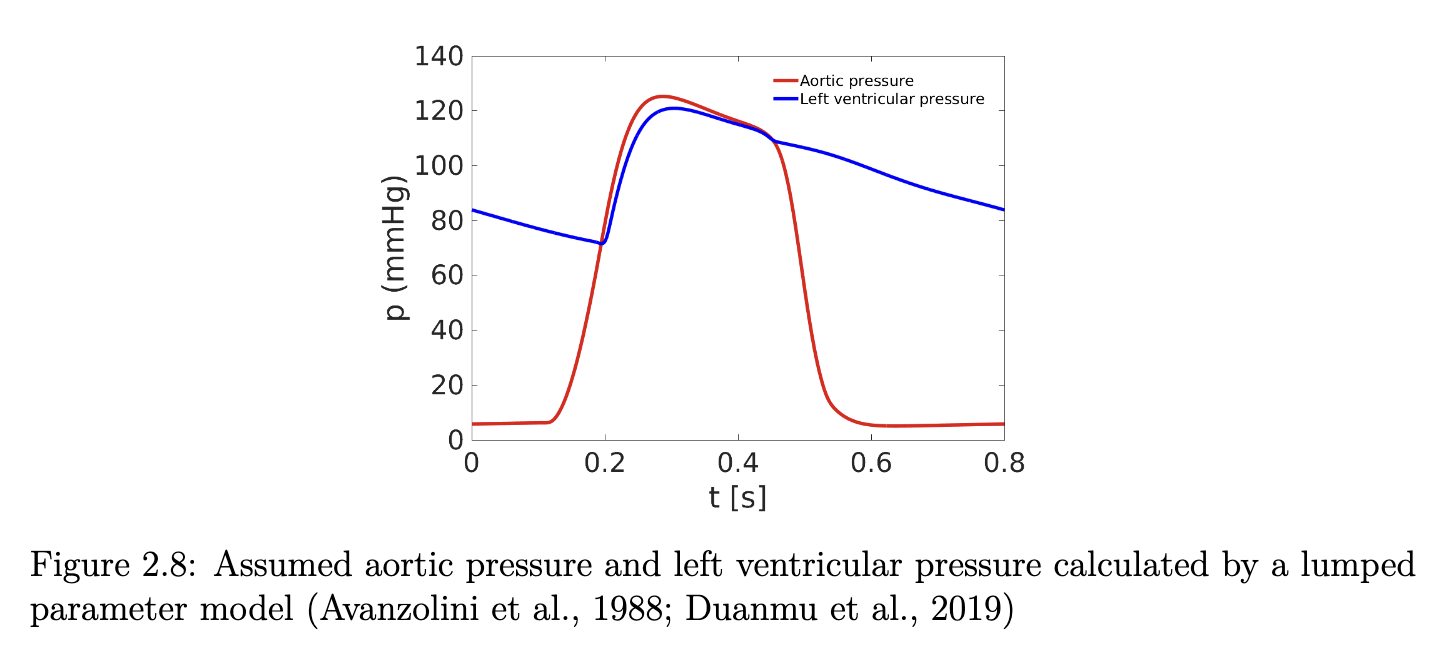 140
120
100
80
60
40
20
0
p (mmHg)
Aortic pressure
Left ventricular pressure
0 0.2 0.4 0.6 0.8
t [s]
Figure 2.8: Assumed aortic pressure and left ventricular pressure calculated by a lumped
parameter model (Avanzolini et al., 1988; Duanmu et al., 2019)